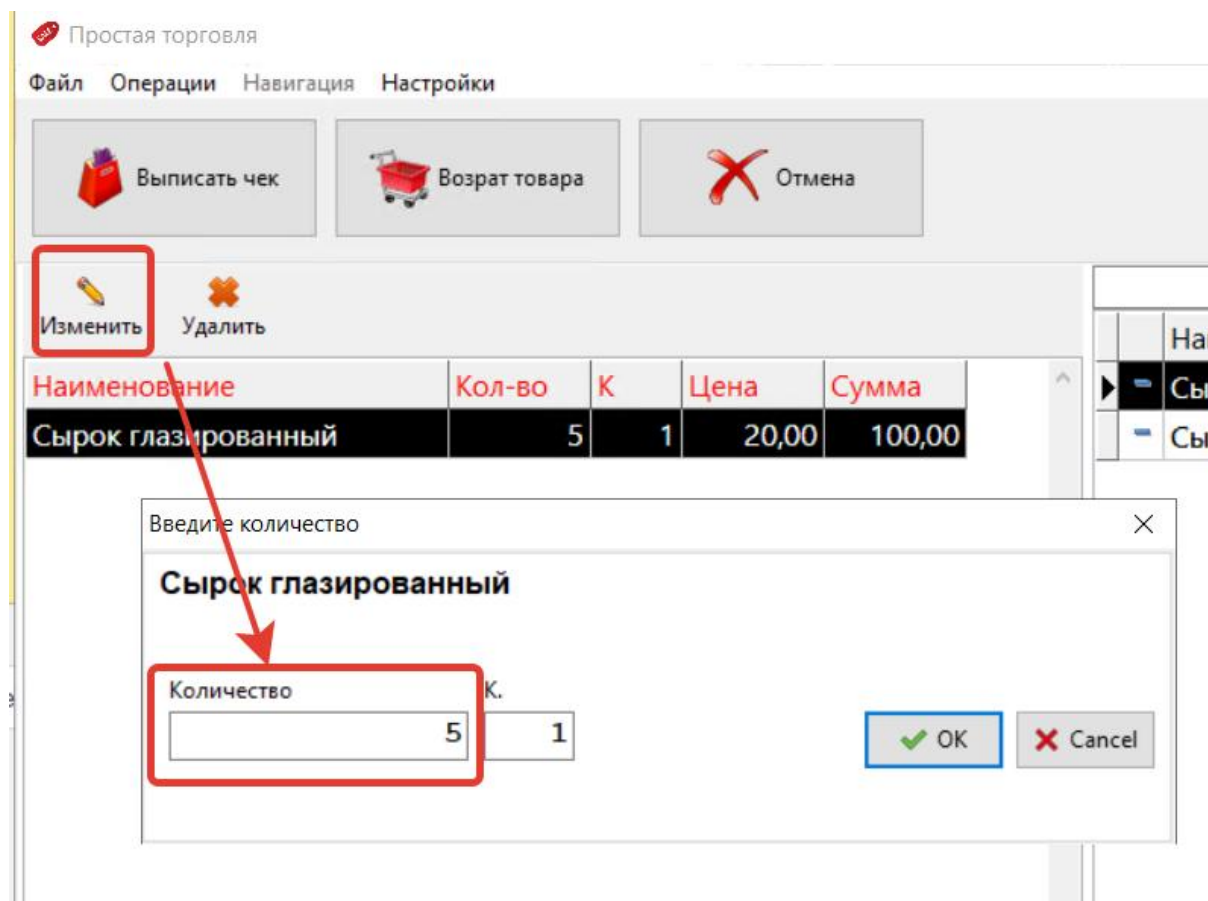 Простая торговля
Файл Операции Навигация Настройки
Выписать чек Возрат товара Отмена
Изменить Удалить
Наименование Кол-во К Цена Сумма
Сырок глазированный 5 1 20,00 100,00
Введите количество
Сырок глазированный
Количество К.
5 1 OK Cancel